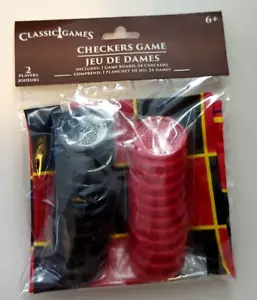 CLASSIC GAMES
6+
CHECKERS GAME
JEU DE DAMES
2
PLAYERS
JOUEURS
INCLUDES: 1 GAME BOARD, 24 CHECKERS
COMPREND: 1 PLANCHET DE JEU, 24 DAMES